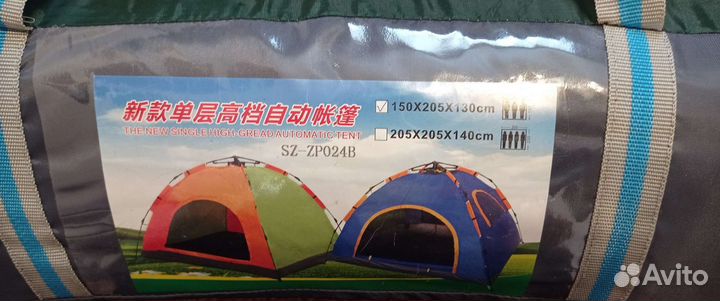 新款单层高档自动帐篷
THE NEW SINGLE HIGH-GREAD AUTOMATIC TENT
SZ-ZP024B
150X205X130cm
205X205X140cm
Avito